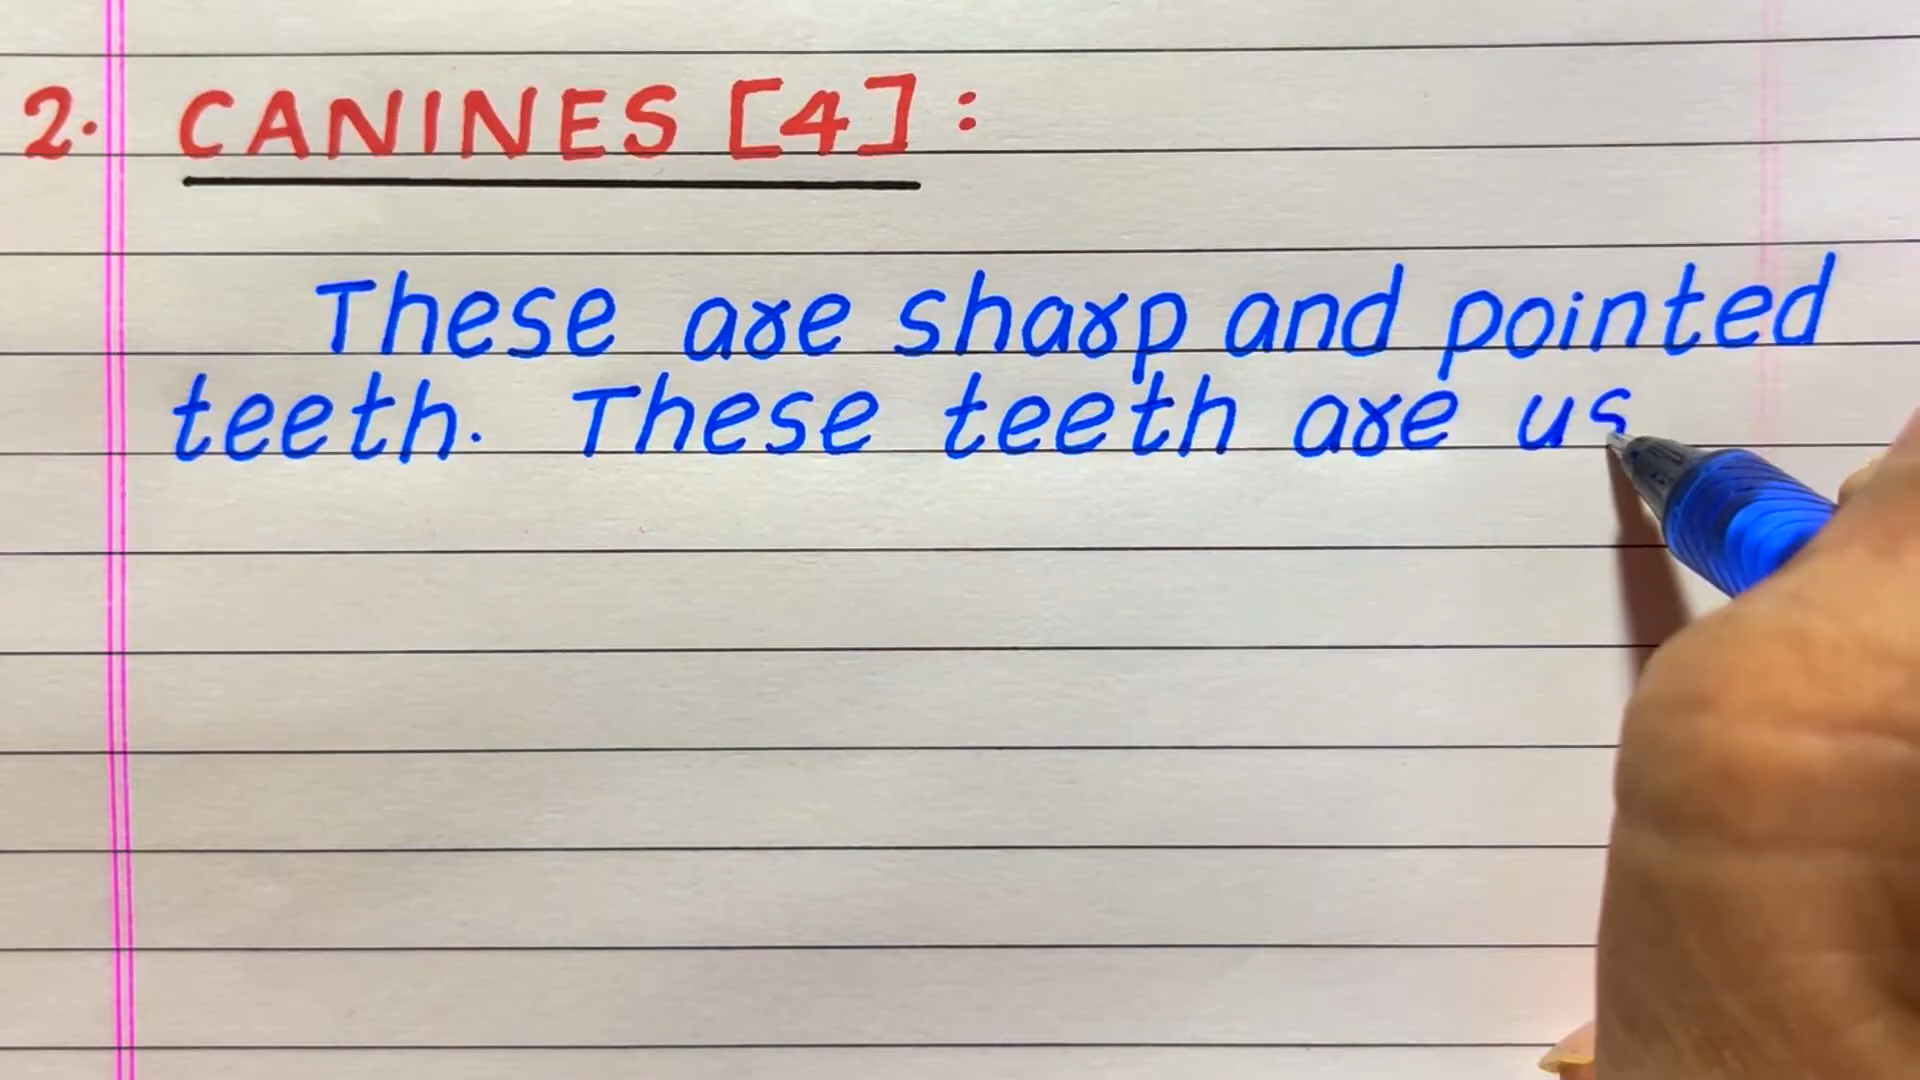 2. CANINES [4] :
These are sharp and pointed
teeth. These teeth are us